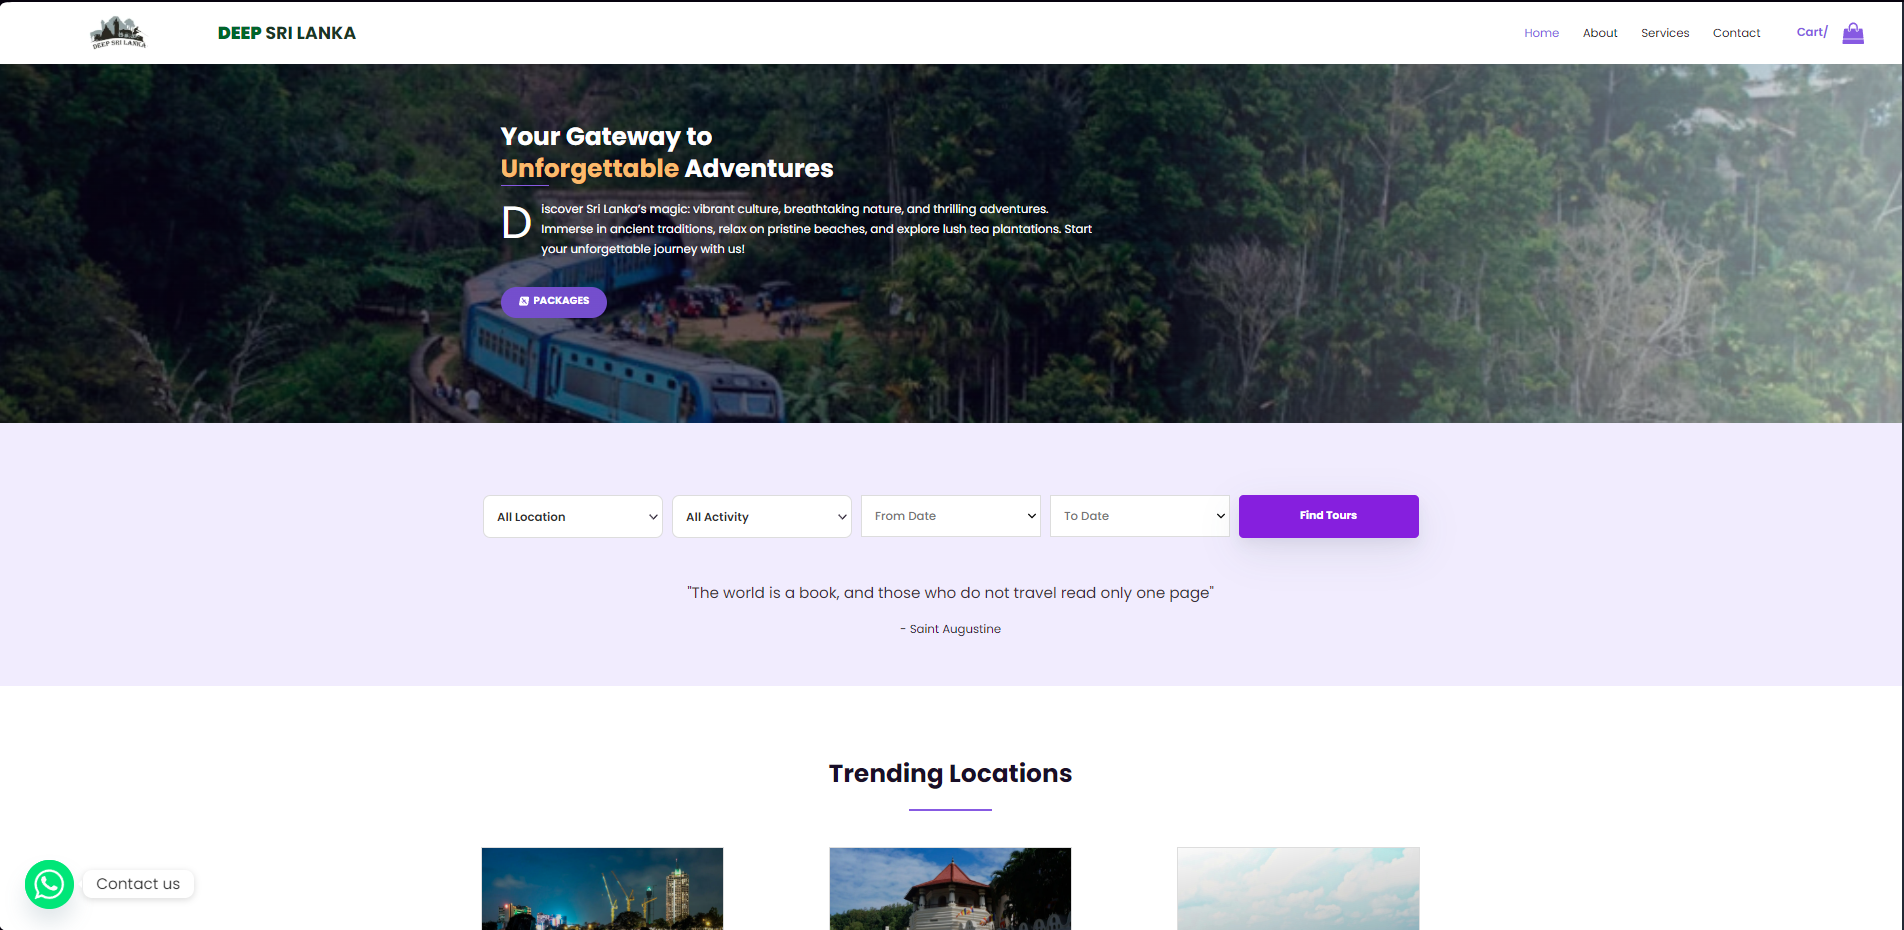 DEEP SRI LANKA
DEEP SRI LANKA
Home
About
Services
Contact
Cart/
Your Gateway to
Unforgettable Adventures
Discover Sri Lanka's magic: vibrant culture, breathtaking nature, and thrilling adventures.
Immerse in ancient traditions, relax on pristine beaches, and explore lush tea plantations. Start
your unforgettable journey with us!
PACKAGES
All Location
All Activity
From Date
To Date
Find Tours
"The world is a book, and those who do not travel read only one page"
- Saint Augustine
Trending Locations
Contact us